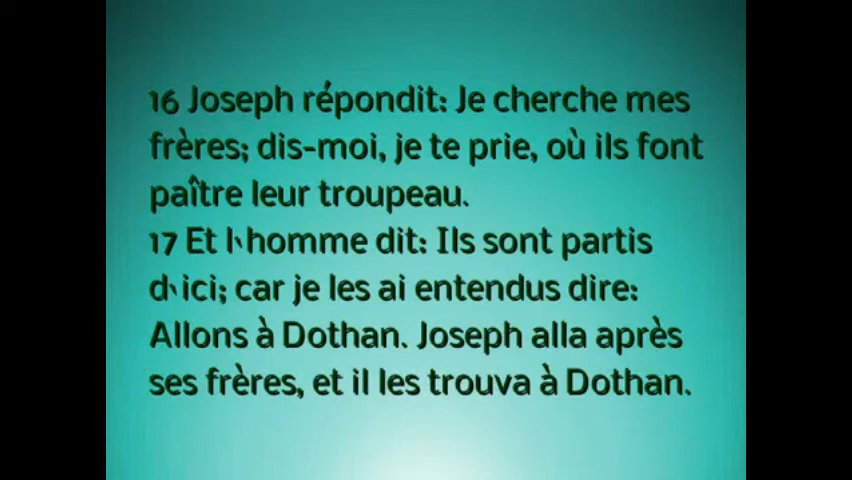 16 Joseph répondit: Je cherche mes
frères; dis-moi, je te prie, où ils font
paître leur troupeau.
17 Et l'homme dit: Ils sont partis
d'ici; car je les ai entendus dire:
Allons à Dothan. Joseph alla après
ses frères, et il les trouva à Dothan.